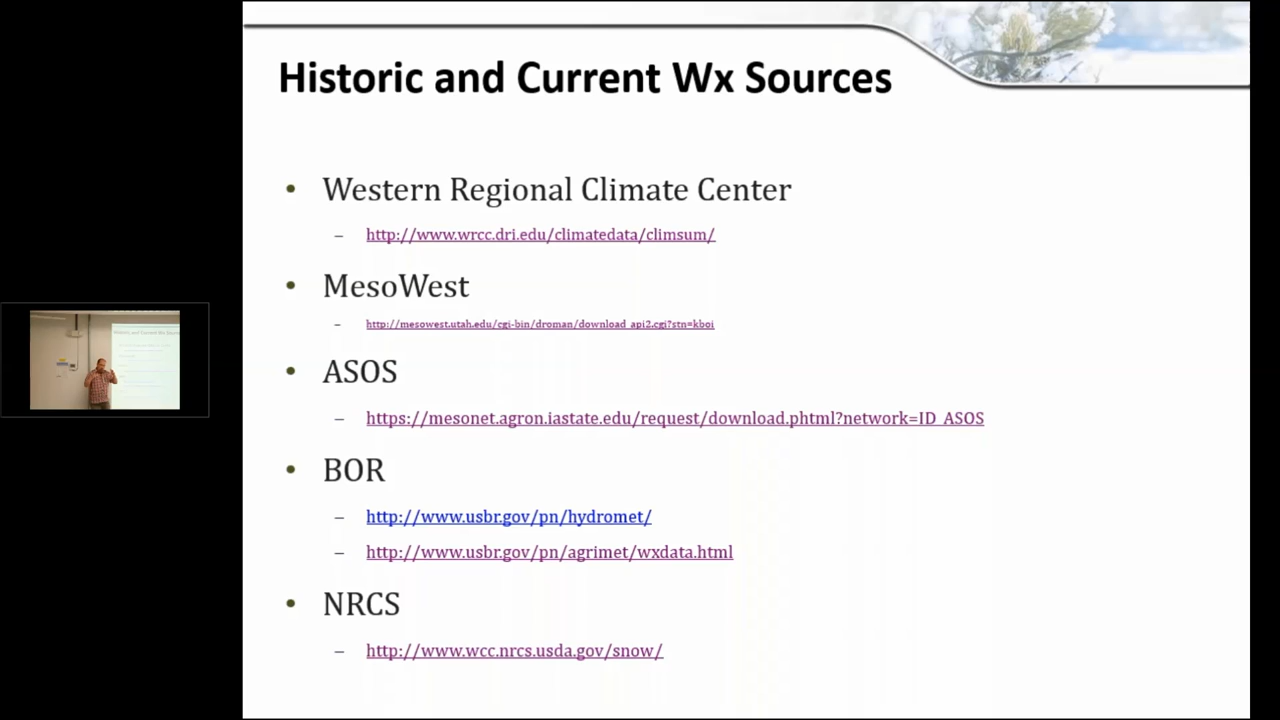 Historic and Current Wx Sources
• Western Regional Climate Center
– http://www.wrcc.dri.edu/climatedata/climsum/
• MesoWest
– http://mesowest.utah.edu/cgi-bin/droman/download_api2.cgi?stn=kboi
• ASOS
– https://mesonet.agron.iastate.edu/request/download.phtml?network=ID_ASOS
• BOR
– http://www.usbr.gov/pn/hydromet/
– http://www.usbr.gov/pn/agrimet/wxdata.html
• NRCS
– http://www.wcc.nrcs.usda.gov/snow/